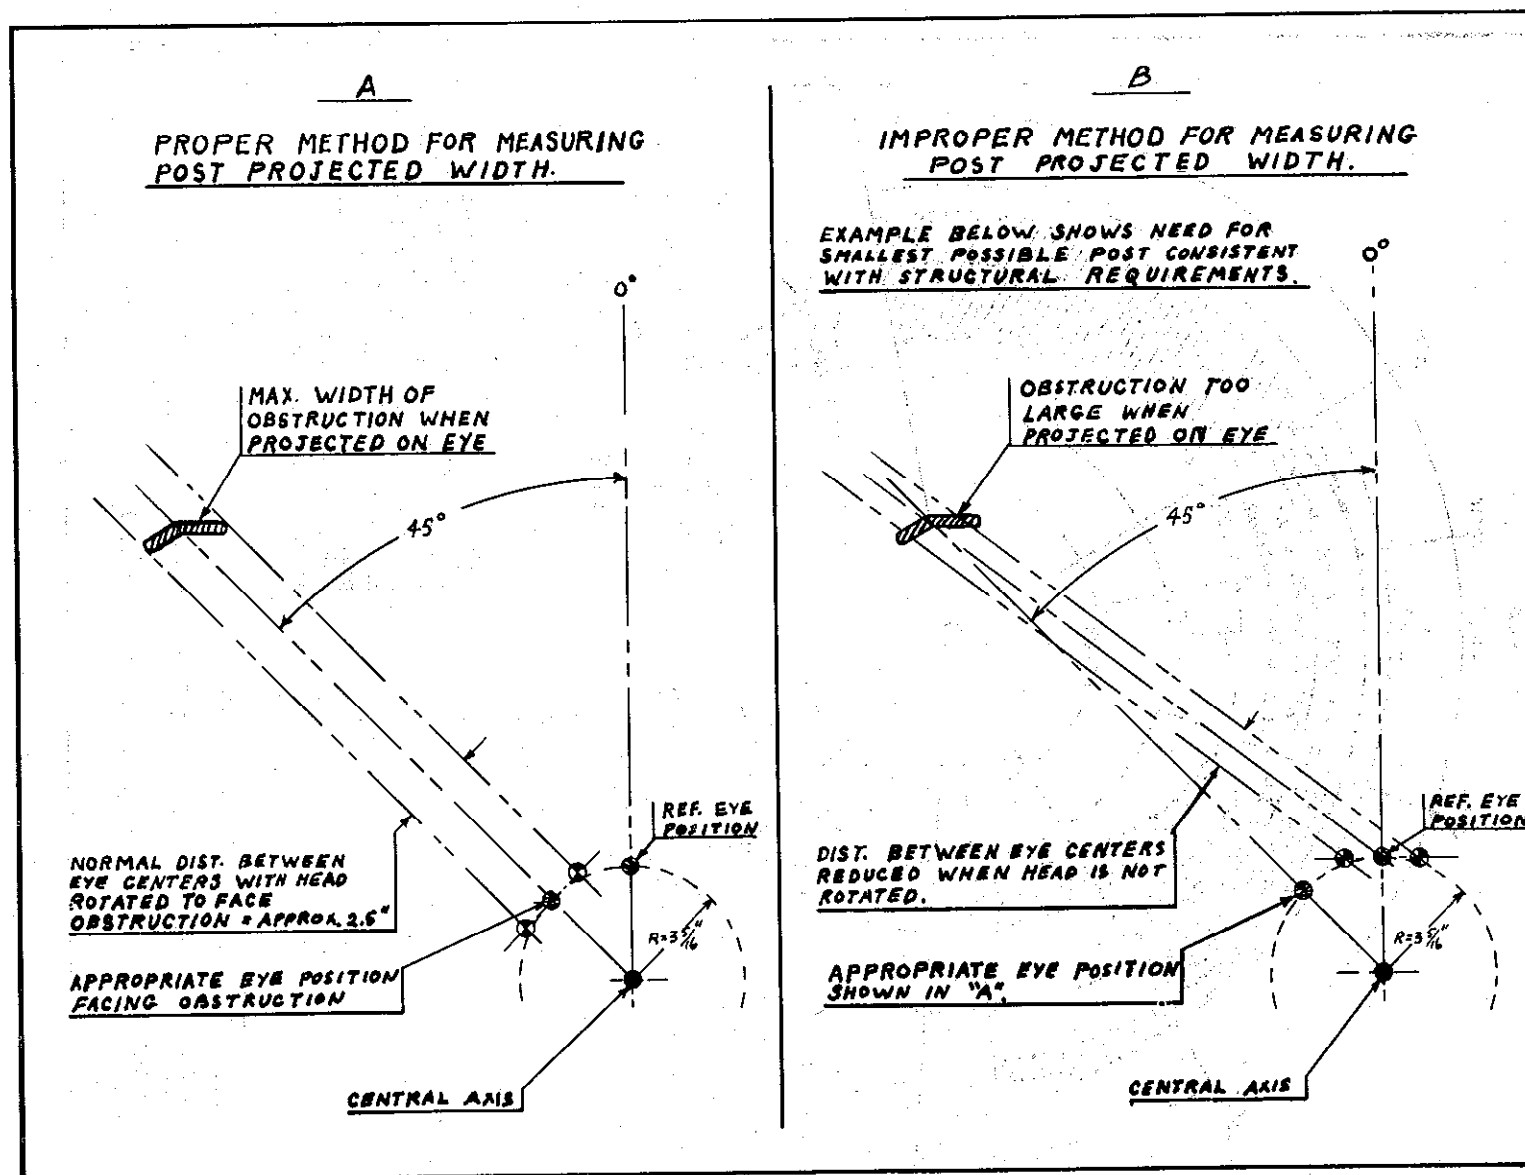 A
PROPER METHOD FOR MEASURING
POST PROJECTED WIDTH.
0°
MAX. WIDTH OF
OBSTRUCTION WHEN
PROJECTED ON EYE
45°
REF. EYE
POSITION
NORMAL DIST. BETWEEN
EYE CENTERS WITH HEAD
ROTATED TO FACE
OBSTRUCTION = APPROX. 2.5"
R=3 5/16"
APPROPRIATE EYE POSITION
FACING OBSTRUCTION
CENTRAL AXIS
B
IMPROPER METHOD FOR MEASURING
POST PROJECTED WIDTH.
EXAMPLE BELOW SHOWS NEED FOR
SMALLEST POSSIBLE POST CONSISTENT
WITH STRUCTURAL REQUIREMENTS.
0°
OBSTRUCTION TOO
LARGE WHEN
PROJECTED ON EYE
45°
REF. EYE
POSITION
DIST. BETWEEN EYE CENTERS
REDUCED WHEN HEAD IS NOT
ROTATED.
R=3 5/16"
APPROPRIATE EYE POSITION
SHOWN IN "A".
CENTRAL AXIS